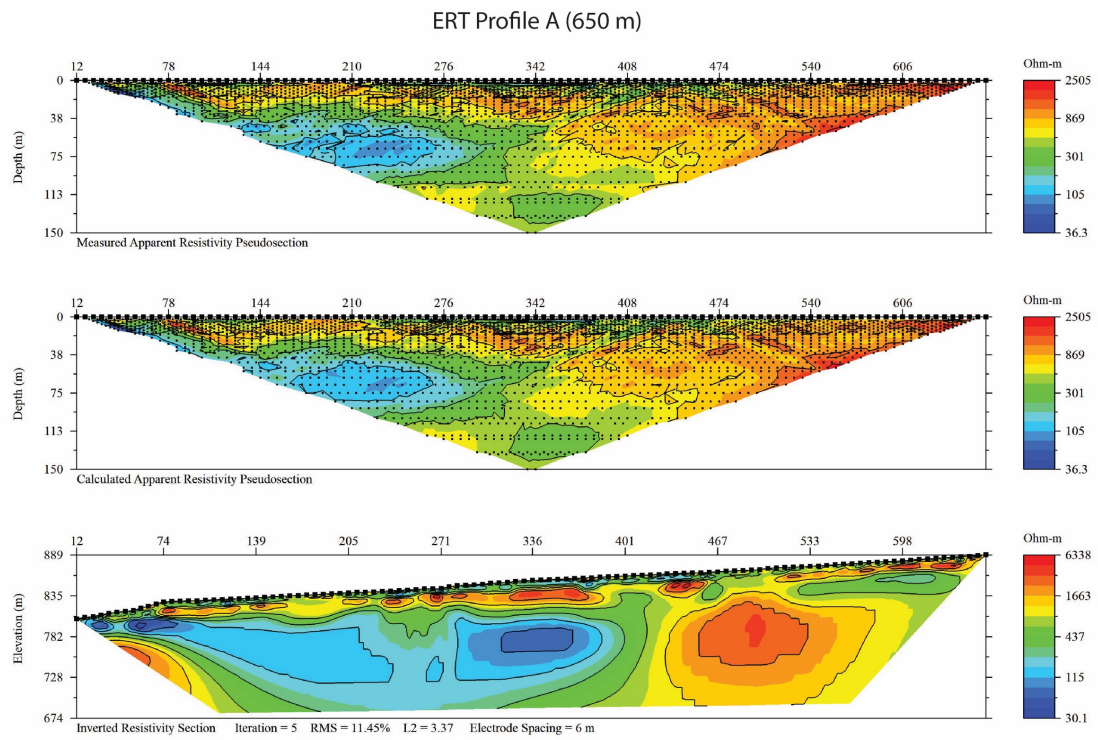 ERT Profile A (650 m)
12 78 144 210 276 342 408 474 540 606
Ohm-m
0
38
75
113
150
Depth (m)
2505
869
301
105
36.3
Measured Apparent Resistivity Pseudosection
12 78 144 210 276 342 408 474 540 606
Ohm-m
0
38
75
113
150
Depth (m)
2505
869
301
105
36.3
Calculated Apparent Resistivity Pseudosection
12 74 139 205 271 336 401 467 533 598
Ohm-m
889
835
782
728
674
Elevation (m)
6338
1663
437
115
30.1
Inverted Resistivity Section Iteration = 5 RMS = 11.45% L2 = 3.37 Electrode Spacing = 6 m